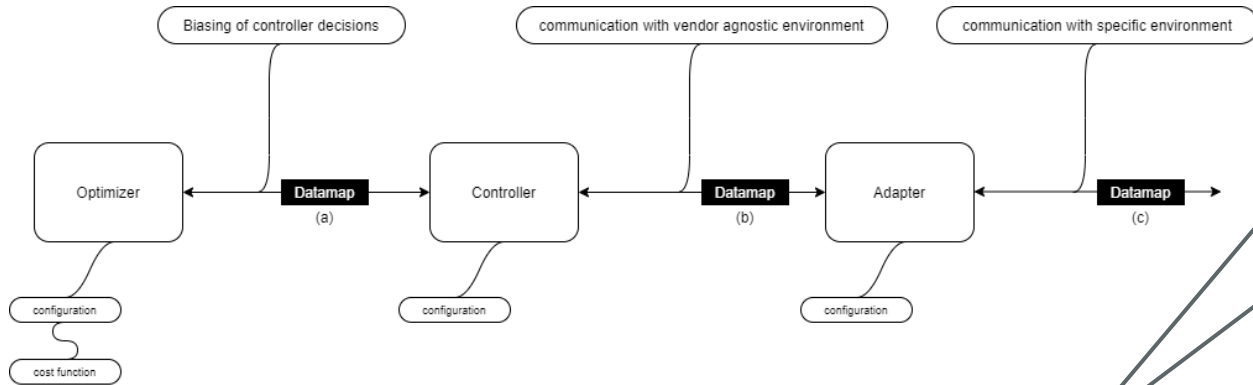 Biasing of controller decisions
communication with vendor agnostic environment
communication with specific environment
Optimizer
Datamap
(a)
Controller
Datamap
(b)
Adapter
Datamap
(c)
configuration
configuration
configuration
cost function